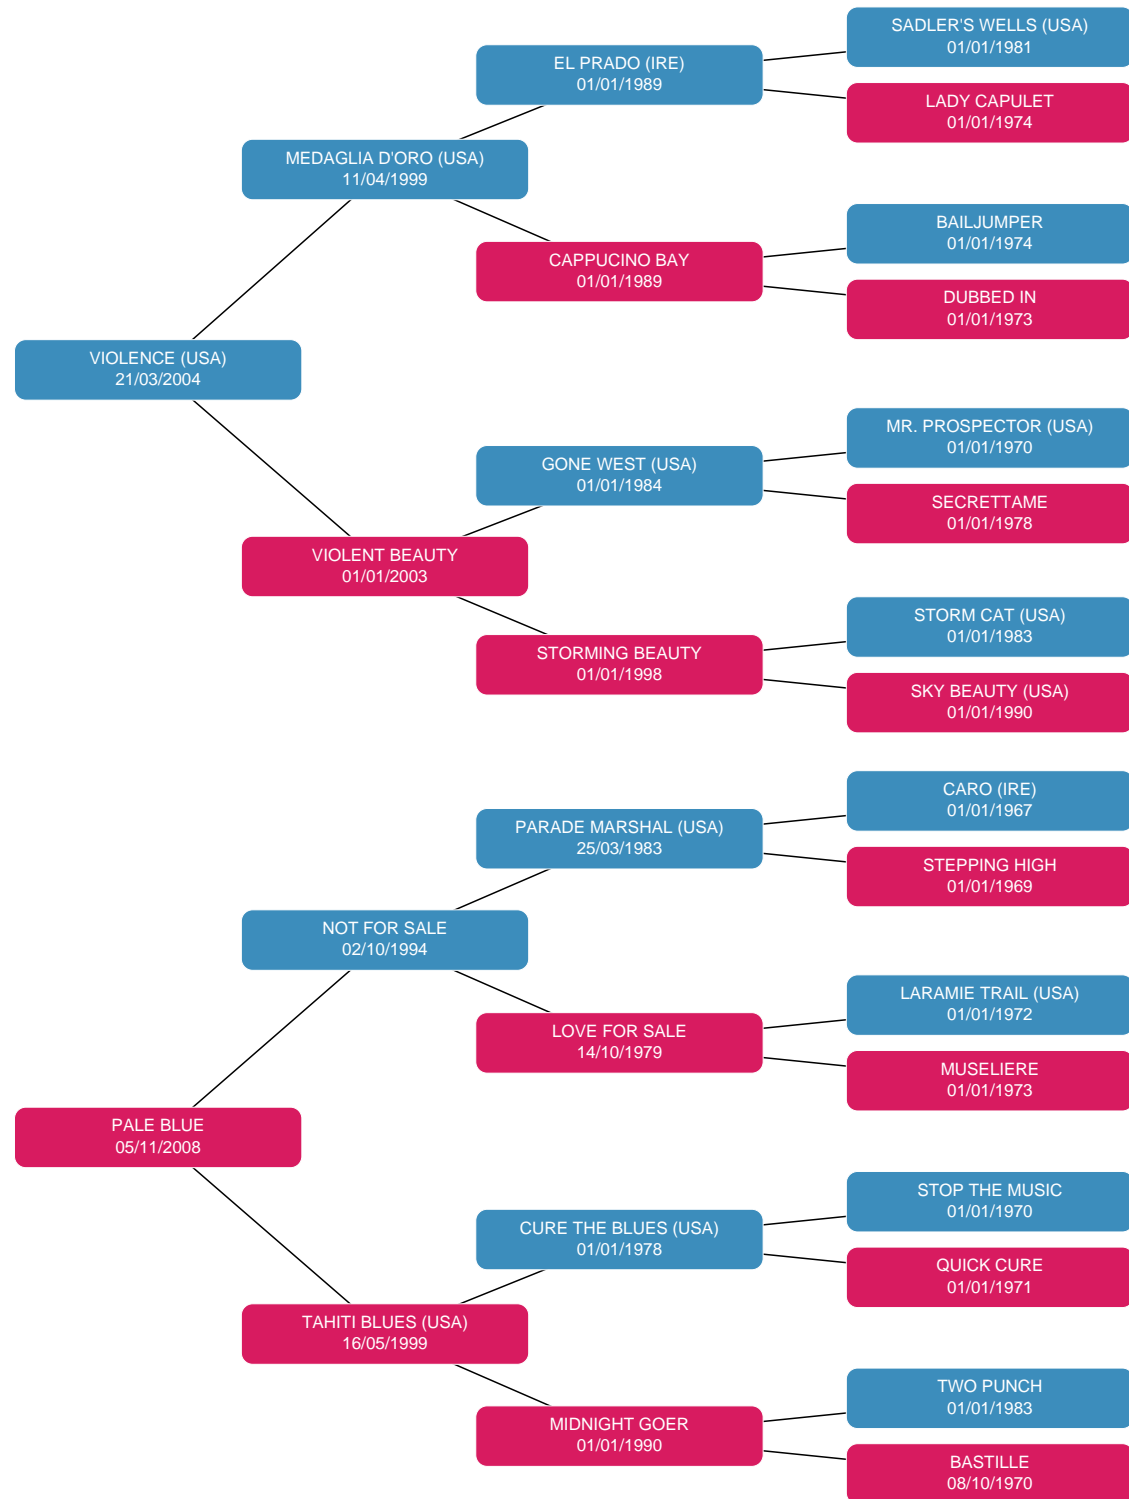 SADLER'S WELLS (USA)
01/01/1981
EL PRADO (IRE)
01/01/1989
LADY CAPULET
01/01/1974
MEDAGLIA D'ORO (USA)
11/04/1999
BAILJUMPER
01/01/1974
CAPPUCINO BAY
01/01/1989
DUBBED IN
01/01/1973
VIOLENCE (USA)
21/03/2004
MR. PROSPECTOR (USA)
01/01/1970
GONE WEST (USA)
01/01/1984
SECRETTAME
01/01/1978
VIOLENT BEAUTY
01/01/2003
STORM CAT (USA)
01/01/1983
STORMING BEAUTY
01/01/1998
SKY BEAUTY (USA)
01/01/1990
CARO (IRE)
01/01/1967
PARADE MARSHAL (USA)
25/03/1983
STEPPING HIGH
01/01/1969
NOT FOR SALE
02/10/1994
LARAMIE TRAIL (USA)
01/01/1972
LOVE FOR SALE
14/10/1979
MUSELIERE
01/01/1973
PALE BLUE
05/11/2008
STOP THE MUSIC
01/01/1970
CURE THE BLUES (USA)
01/01/1978
QUICK CURE
01/01/1971
TAHITI BLUES (USA)
16/05/1999
TWO PUNCH
01/01/1983
MIDNIGHT GOER
01/01/1990
BASTILLE
08/10/1970